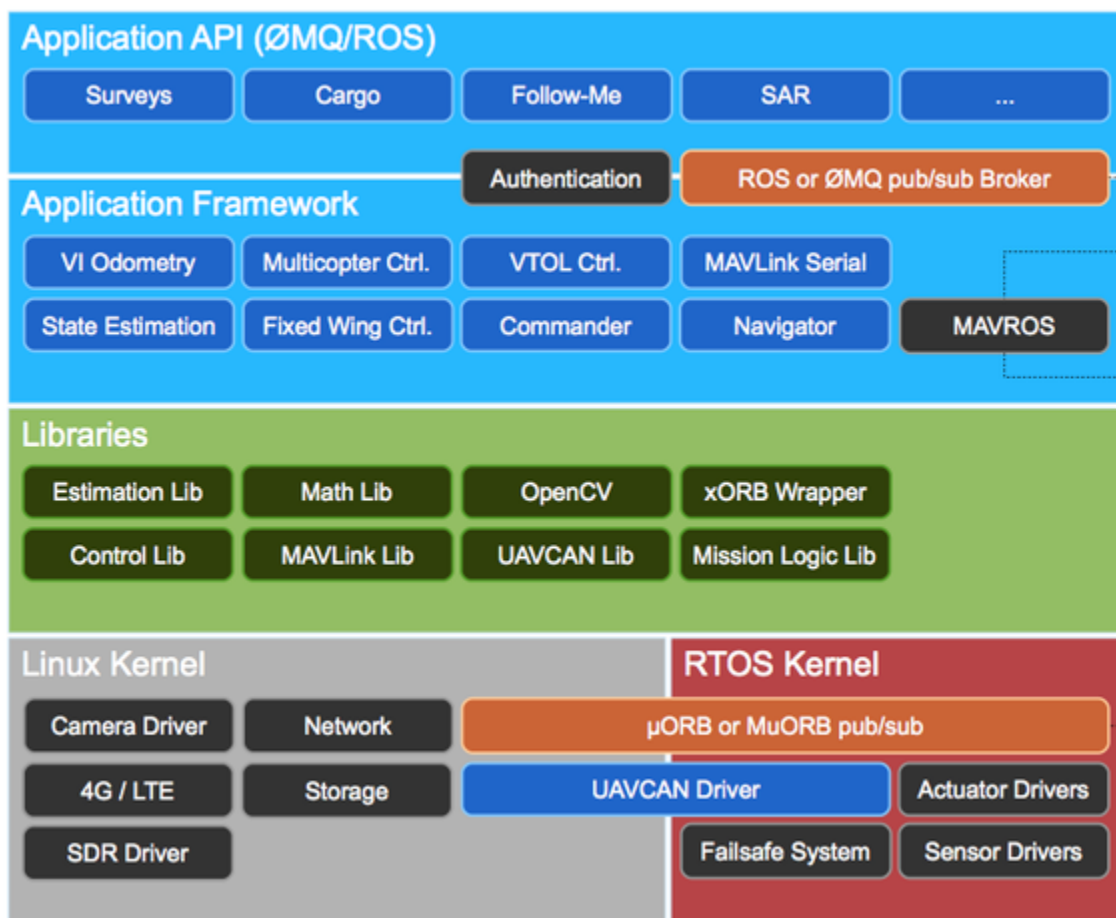 Application API (ØMQ/ROS)
Surveys
Cargo
Follow-Me
SAR
...
Authentication
ROS or ØMQ pub/sub Broker
Application Framework
VI Odometry
Multicopter Ctrl.
VTOL Ctrl.
MAVLink Serial
State Estimation
Fixed Wing Ctrl.
Commander
Navigator
MAVROS
Libraries
Estimation Lib
Math Lib
OpenCV
xORB Wrapper
Control Lib
MAVLink Lib
UAVCAN Lib
Mission Logic Lib
Linux Kernel
RTOS Kernel
Camera Driver
Network
µORB or MuORB pub/sub
4G / LTE
Storage
UAVCAN Driver
Actuator Drivers
SDR Driver
Failsafe System
Sensor Drivers